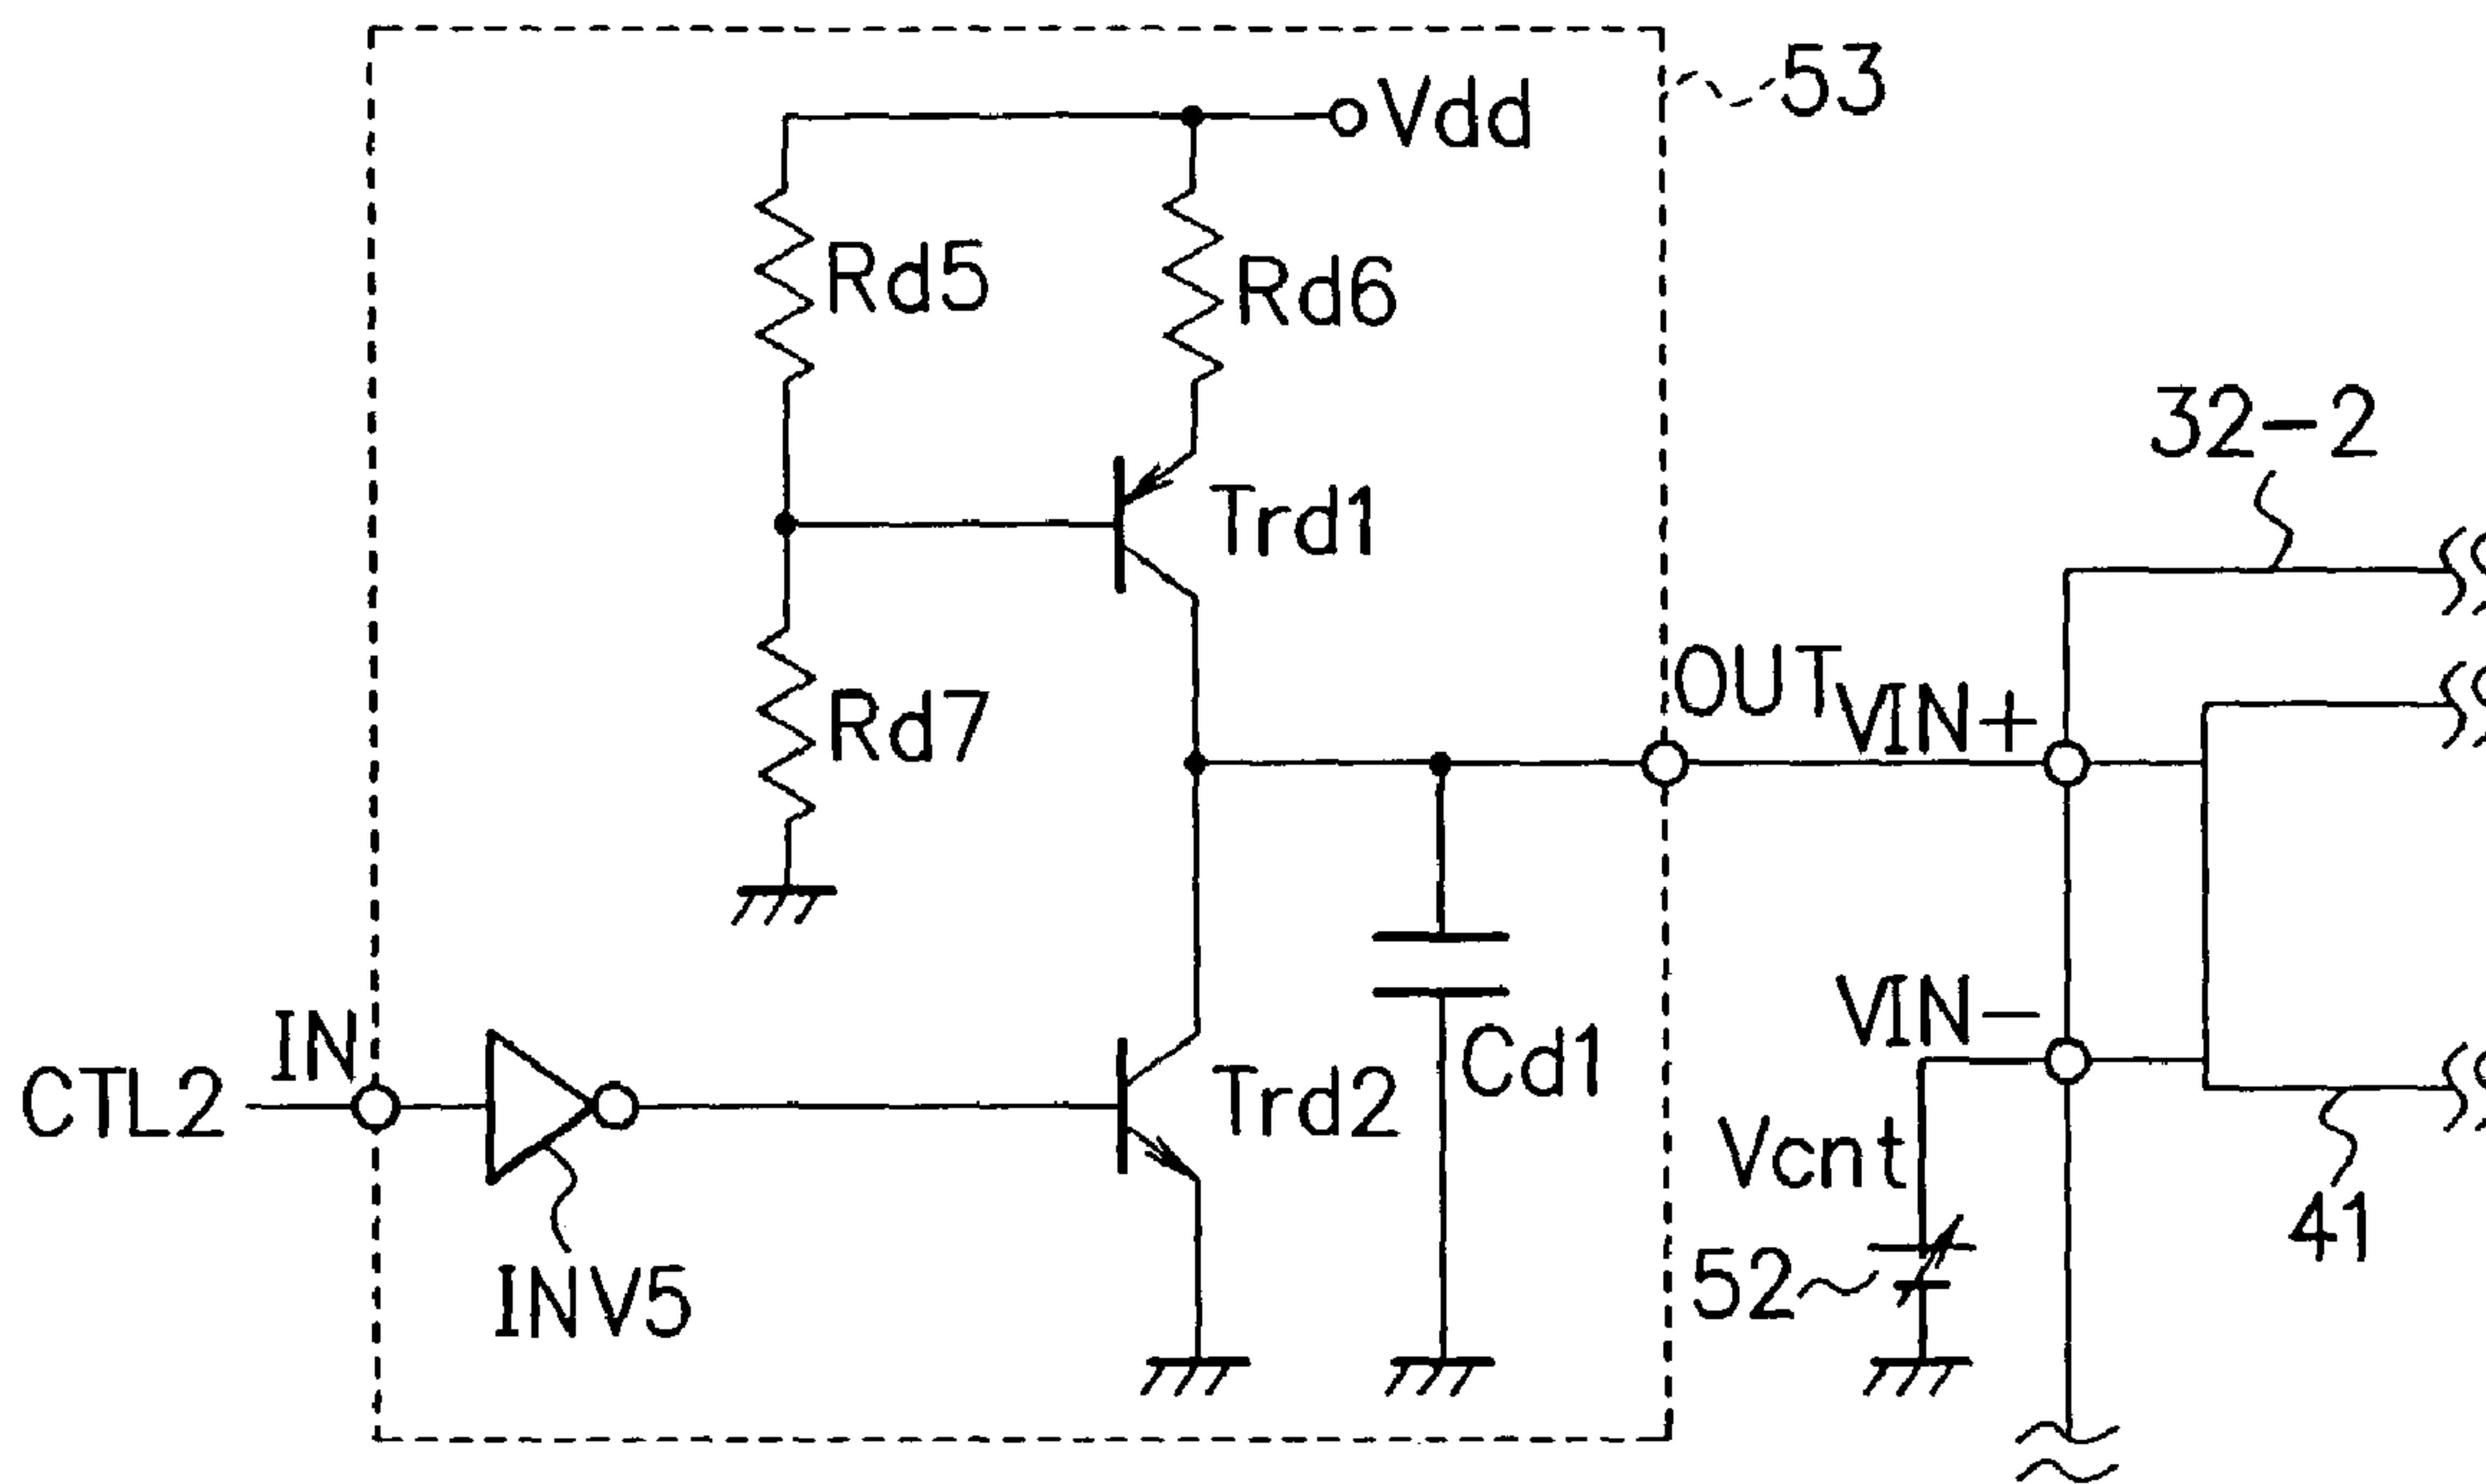 53
Vdd
Rd5
Rd6
32-2
Trd1
OUT
VIN+
Rd7
VIN-
IN
CTL2
Trd2
Cd1
Vcnt
41
52
INV5